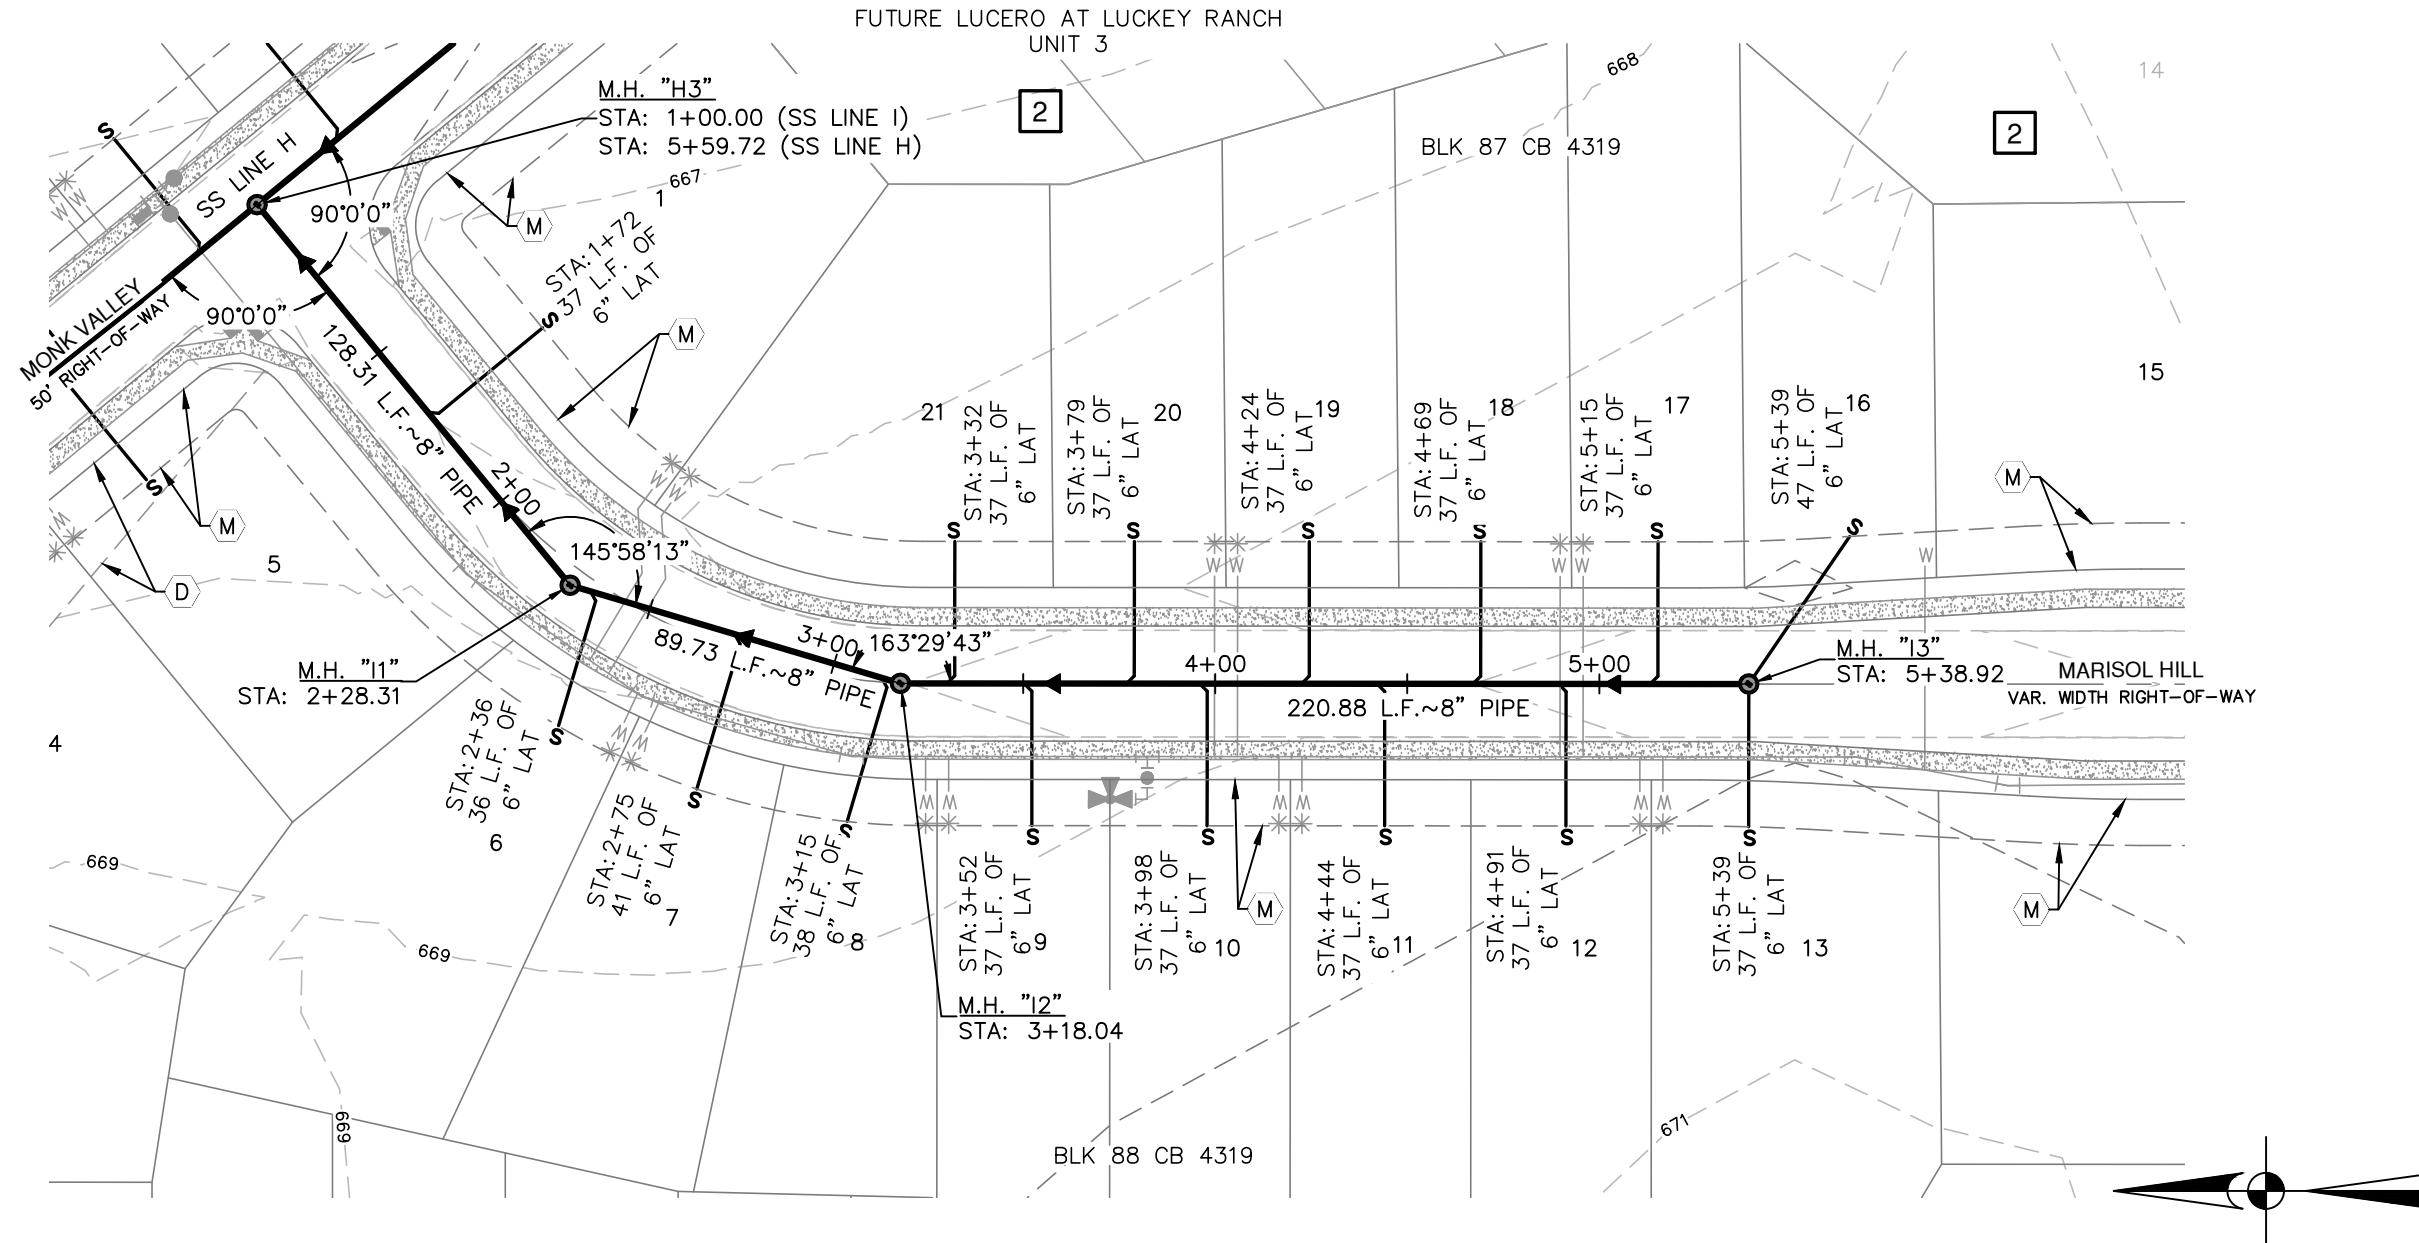 FUTURE LUCERO AT LUCKEY RANCH
UNIT 3
M.H. "H3"
STA: 1+00.00 (SS LINE I)
STA: 5+59.72 (SS LINE H)
2
BLK 87 CB 4319
668
14
2
S
SS LINE H
667
1
90°0'0"
M
STA:1+72
37 L.F. OF
6" LAT
S
MONK VALLEY
50' RIGHT-OF-WAY
90°0'0"
M
128.31 L.F.~8" PIPE
15
21
STA:3+32
37 L.F. OF
6" LAT
STA:3+79
37 L.F. OF
6" LAT
20
STA:4+24
37 L.F. OF
6" LAT
19
STA:4+69
37 L.F. OF
6" LAT
18
STA:5+15
37 L.F. OF
6" LAT
17
STA:5+39
47 L.F. OF
6" LAT
16
M
S
M
2+00
W
W
W
S
S
S
S
S
S
145°58'13"
W W
W W
W
5
D
89.73 L.F.~8" PIPE
3+00
163°29'43"
4+00
5+00
220.88 L.F.~8" PIPE
M.H. "I3"
STA: 5+38.92
MARISOL HILL
VAR. WIDTH RIGHT-OF-WAY
M.H. "I1"
STA: 2+28.31
4
STA:2+36
36 L.F. OF
6" LAT
S
W W
6
STA:2+75
41 L.F. OF
6" LAT
S
7
STA:3+15
38 L.F. OF
6" LAT
S
8
W W
W W
W W
S
S
S
S
S
669
669
STA:3+52
37 L.F. OF
6" LAT
9
STA:3+98
37 L.F. OF
6" LAT
10
M
STA:4+44
37 L.F. OF
6" LAT
11
STA:4+91
37 L.F. OF
6" LAT
12
STA:5+39
37 L.F. OF
6" LAT
13
M
M.H. "I2"
STA: 3+18.04
699
671
BLK 88 CB 4319